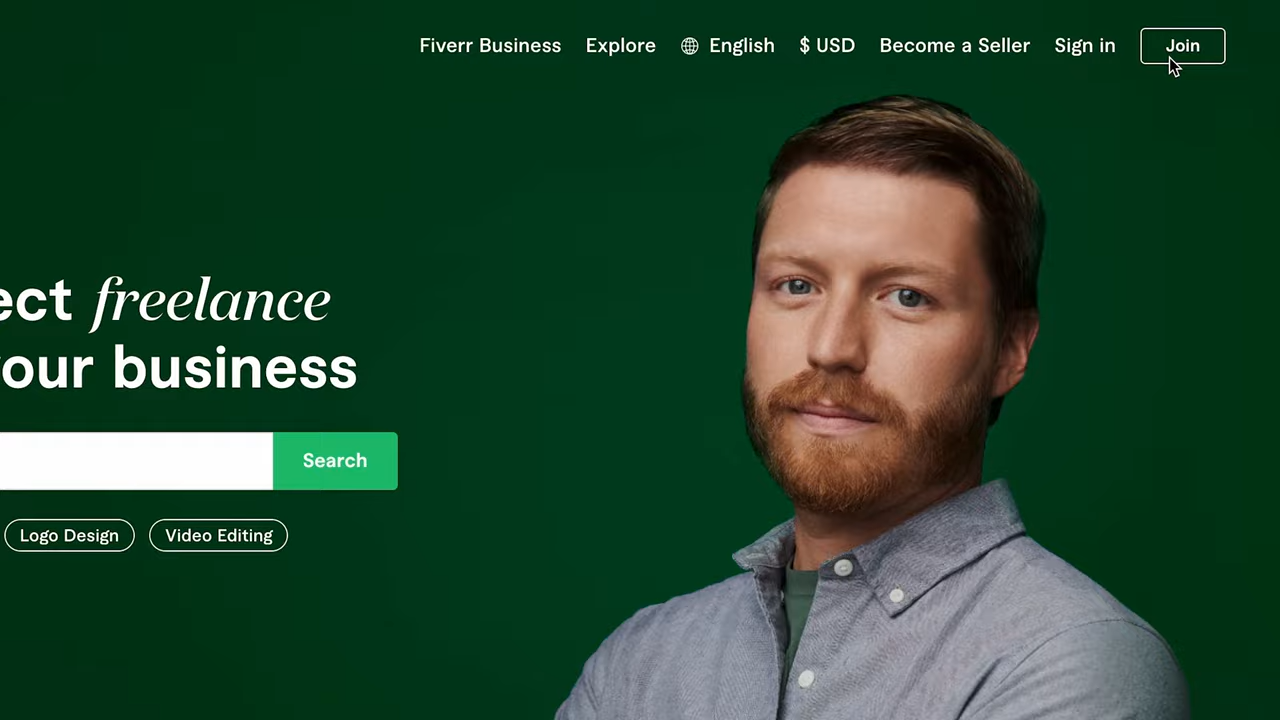 Fiverr Business Explore English $ USD Become a Seller Sign in Join
ect freelance
our business
Search
Logo Design Video Editing